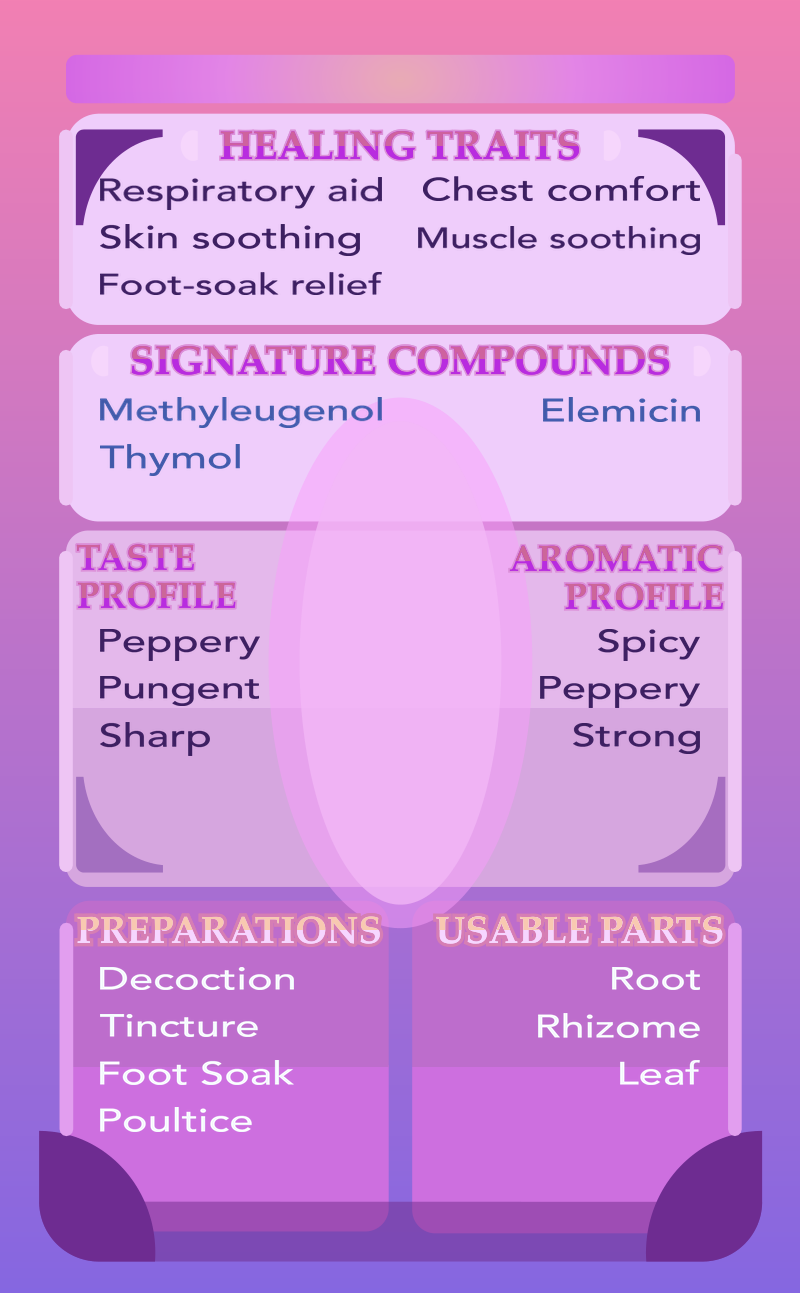 HEALING TRAITS
Respiratory aid Chest comfort
Skin soothing Muscle soothing
Foot-soak relief
SIGNATURE COMPOUNDS
Methyleugenol Elemicin
Thymol
TASTE PROFILE
Peppery
Pungent
Sharp
AROMATIC PROFILE
Spicy
Peppery
Strong
PREPARATIONS
Decoction
Tincture
Foot Soak
Poultice
USABLE PARTS
Root
Rhizome
Leaf